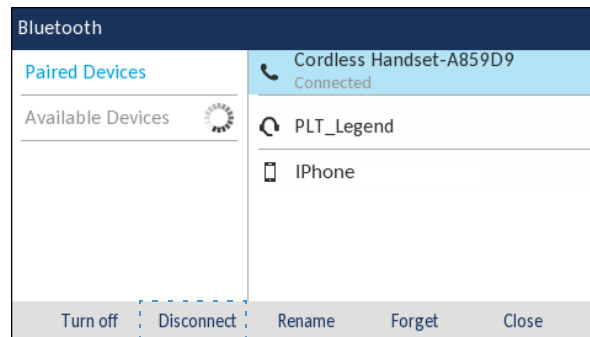 Bluetooth
Paired Devices
Available Devices
Cordless Handset-A859D9
Connected
PLT_Legend
IPhone
Turn off Disconnect Rename Forget Close